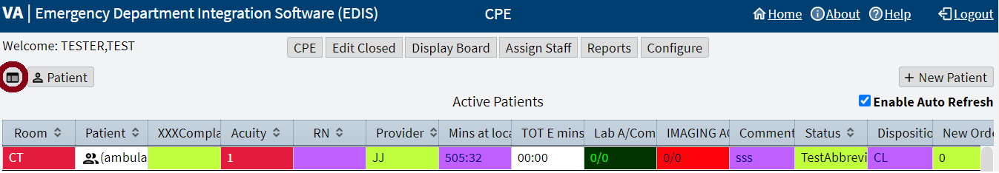 VA | Emergency Department Integration Software (EDIS) CPE Home About Help Logout
Welcome: TESTER,TEST CPE Edit Closed Display Board Assign Staff Reports Configure
Patient + New Patient
Active Patients Enable Auto Refresh
Room Patient XXXCompla Acuity RN Provider Mins at loca TOT E mins Lab A/Com IMAGING AC Comment Status Dispositio New Orde
CT (ambula 1 JJ 505:32 00:00 0/0 0/0 sss TestAbbrevi CL 0